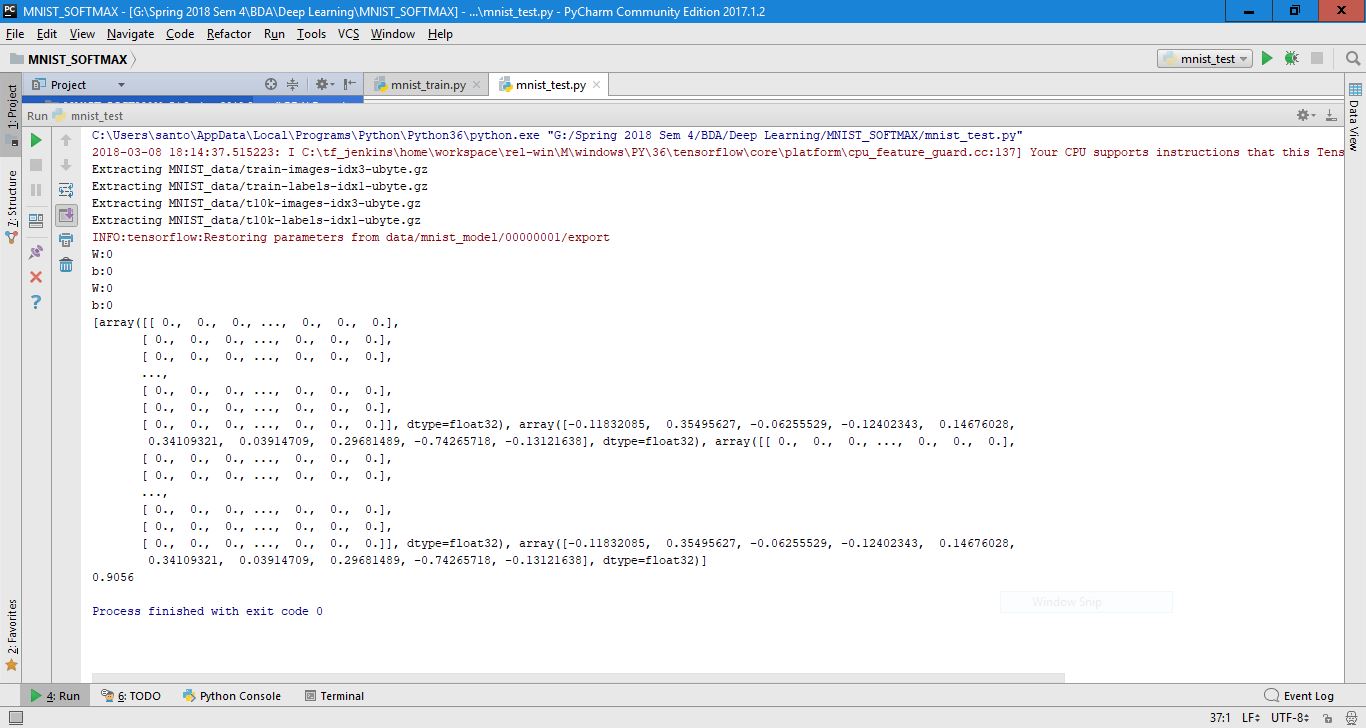 MNIST_SOFTMAX - [G:\Spring 2018 Sem 4\BDA\Deep Learning\MNIST_SOFTMAX] - ...\mnist_test.py - PyCharm Community Edition 2017.1.2
File Edit View Navigate Code Refactor Run Tools VCS Window Help
MNIST_SOFTMAX
mnist_test
Project
mnist_train.py
mnist_test.py
1: Project
7: Structure
2: Favorites
Data View
Run mnist_test
C:\Users\santo\AppData\Local\Programs\Python\Python36\python.exe "G:/Spring 2018 Sem 4/BDA/Deep Learning/MNIST_SOFTMAX/mnist_test.py"
2018-03-08 18:14:37.515223: I C:\tf_jenkins\home\workspace\rel-win\M\windows\PY\36\tensorflow\core\platform\cpu_feature_guard.cc:137] Your CPU supports instructions that this Tens
Extracting MNIST_data/train-images-idx3-ubyte.gz
Extracting MNIST_data/train-labels-idx1-ubyte.gz
Extracting MNIST_data/t10k-images-idx3-ubyte.gz
Extracting MNIST_data/t10k-labels-idx1-ubyte.gz
INFO:tensorflow:Restoring parameters from data/mnist_model/00000001/export
W:0
b:0
W:0
b:0
[array([[ 0., 0., 0., ..., 0., 0., 0.],
[ 0., 0., 0., ..., 0., 0., 0.],
[ 0., 0., 0., ..., 0., 0., 0.],
...,
[ 0., 0., 0., ..., 0., 0., 0.],
[ 0., 0., 0., ..., 0., 0., 0.],
[ 0., 0., 0., ..., 0., 0., 0.]], dtype=float32), array([-0.11832085, 0.35495627, -0.06255529, -0.12402343, 0.14676028,
0.34109321, 0.03914709, 0.29681489, -0.74265718, -0.13121638], dtype=float32), array([[ 0., 0., 0., ..., 0., 0., 0.],
[ 0., 0., 0., ..., 0., 0., 0.],
[ 0., 0., 0., ..., 0., 0., 0.],
...,
[ 0., 0., 0., ..., 0., 0., 0.],
[ 0., 0., 0., ..., 0., 0., 0.],
[ 0., 0., 0., ..., 0., 0., 0.]], dtype=float32), array([-0.11832085, 0.35495627, -0.06255529, -0.12402343, 0.14676028,
0.34109321, 0.03914709, 0.29681489, -0.74265718, -0.13121638], dtype=float32)]
0.9056
Process finished with exit code 0
Window Snip
4: Run 6: TODO Python Console Terminal Event Log
37:1 LF UTF-8